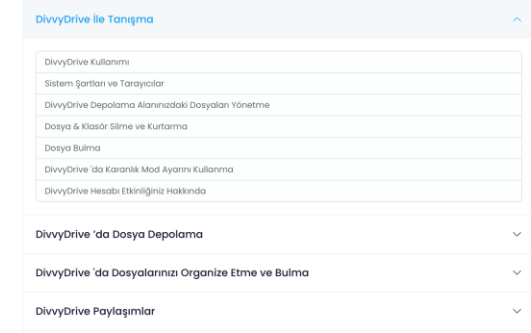 DivvyDrive İle Tanışma
DivvyDrive Kullanımı
Sistem Şartları ve Tarayıcılar
DivvyDrive Depolama Alanınızdaki Dosyaları Yönetme
Dosya & Klasör Silme ve Kurtarma
Dosya Bulma
DivvyDrive 'da Karanlık Mod Ayarını Kullanma
DivvyDrive Hesabı Etkinliğiniz Hakkında
DivvyDrive ‘da Dosya Depolama
DivvyDrive 'da Dosyalarınızı Organize Etme ve Bulma
DivvyDrive Paylaşımlar